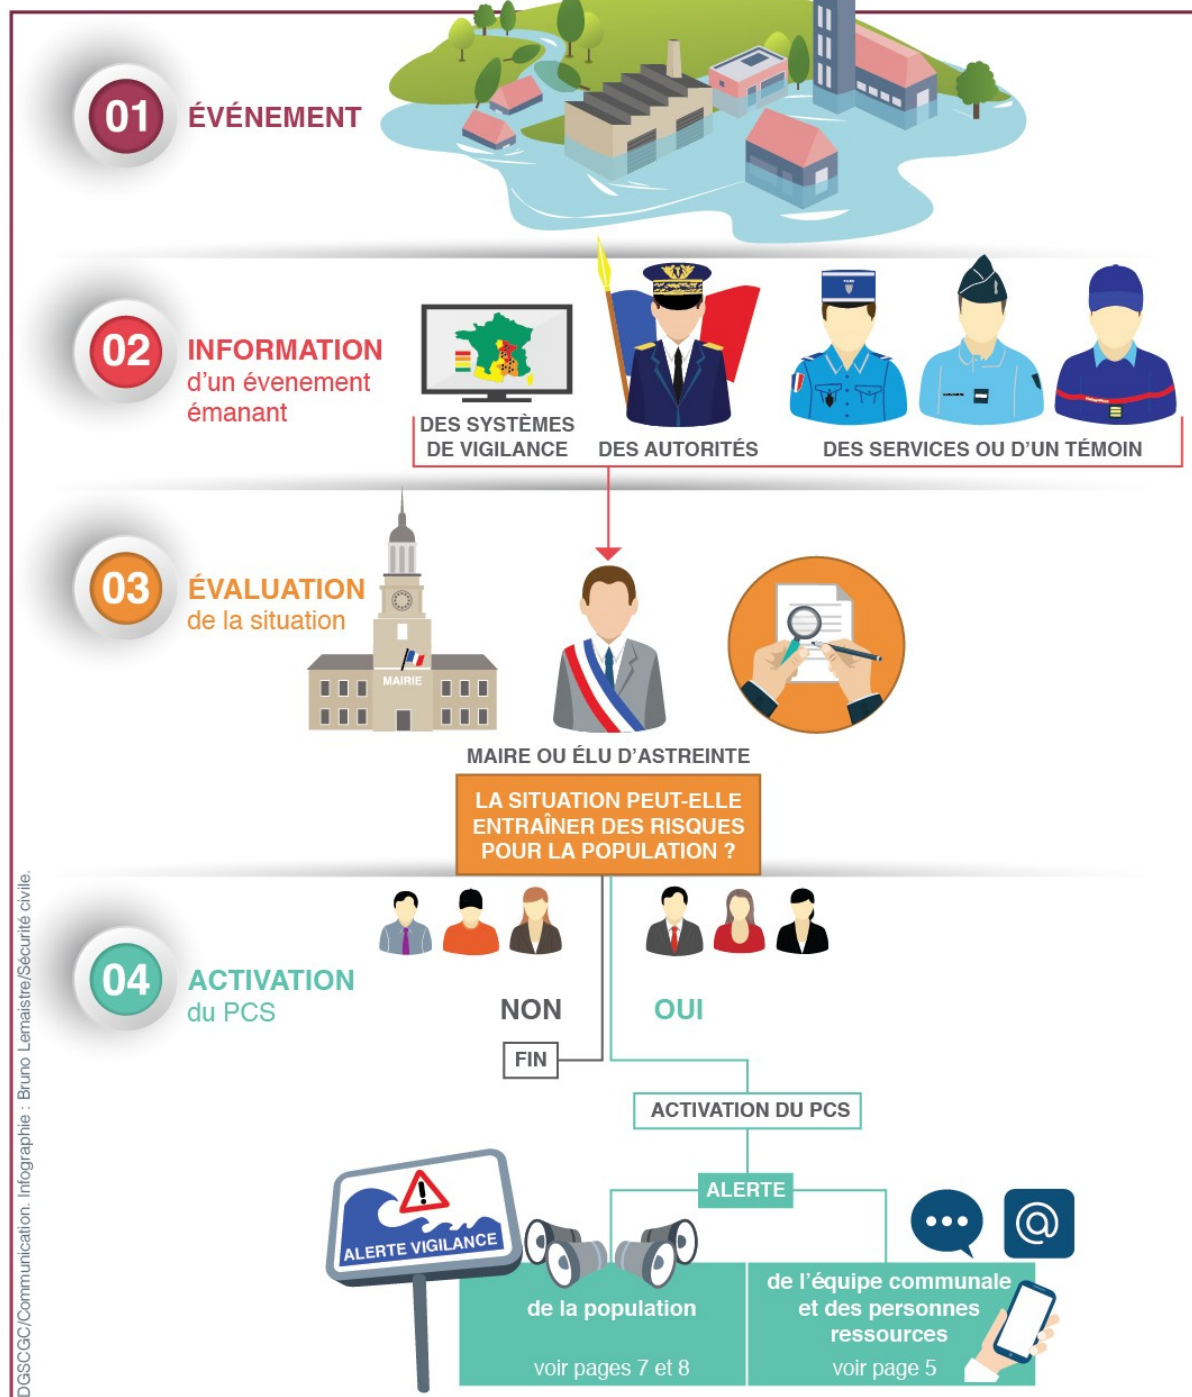 01
ÉVÉNEMENT
02
INFORMATION
d'un évenement
émanant
DES SYSTÈMES
DE VIGILANCE
DES AUTORITÉS
DES SERVICES OU D'UN TÉMOIN
03
ÉVALUATION
de la situation
MAIRIE
MAIRE OU ÉLU D'ASTREINTE
LA SITUATION PEUT-ELLE
ENTRAÎNER DES RISQUES
POUR LA POPULATION ?
04
ACTIVATION
du PCS
NON
OUI
FIN
ACTIVATION DU PCS
ALERTE
ALERTE VIGILANCE
@
de la population
voir pages 7 et 8
de l'équipe communale
et des personnes
ressources
voir page 5
DGSCGC/Communication. Infographie : Bruno Lemaistre/Sécurité civile.